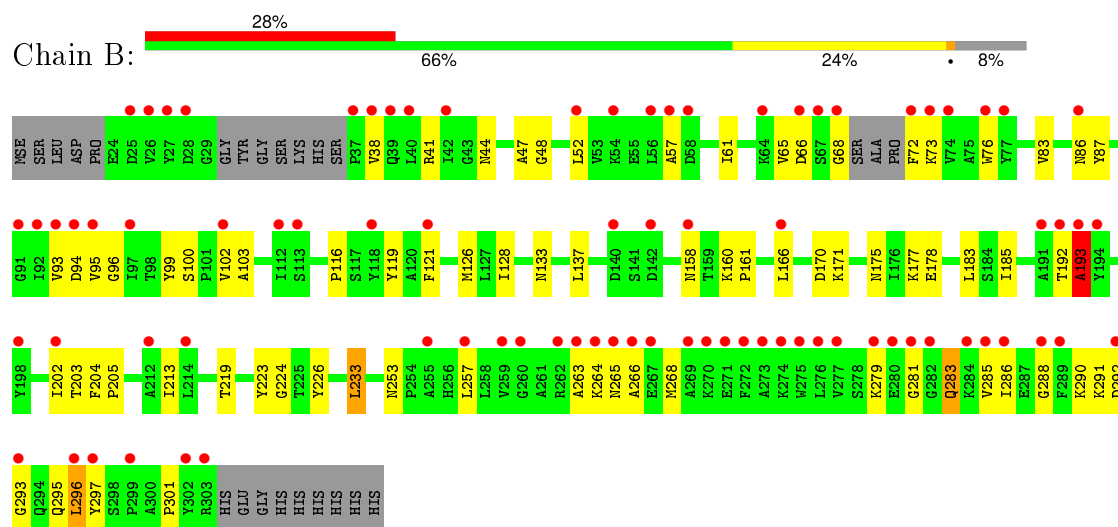 28%
Chain B:
66% 24% • 8%
MSE SER LEU ASP PRO E24 D25 V26 Y27 D28 G29 GLY TYR GLY SER LYS HIS SER P37 V38 Q39 L40 R41 I42 G43 N44 A47 G48 L52 V53 K54 E55 L56 A57 D58 I61 K64 V65 D66 S67 G68 SER ALA PRO F72 K73 V74 A75 W76 Y77 V83 N86 Y87
G91 I92 V93 D94 V95 G96 I97 T98 Y99 S100 P101 V102 A103 I112 S113 P116 S117 Y118 Y119 A120 F121 M126 L127 I128 N133 L137 D140 S141 D142 N158 T159 K160 P161 L166 D170 K171 N175 I176 K177 E178 L183 S184 I185 A191 T192 A193 Y194
Y198 I202 T203 F204 P205 A212 I213 L214 T219 Y223 G224 T225 Y226 L233 N253 P254 A255 H256 L257 L258 V259 G260 A261 R262 A263 K264 N265 A266 E267 M268 A269 K270 E271 F272 A273 K274 W275 L276 V277 S278 K279 E280 G281 G282 Q283 K284 V285 I286 E287 G288 F289 K290 K291 D292
G293 Q294 Q295 L296 Y297 S298 P299 A300 P301 Y302 R303 HIS GLU GLY HIS HIS HIS HIS HIS HIS